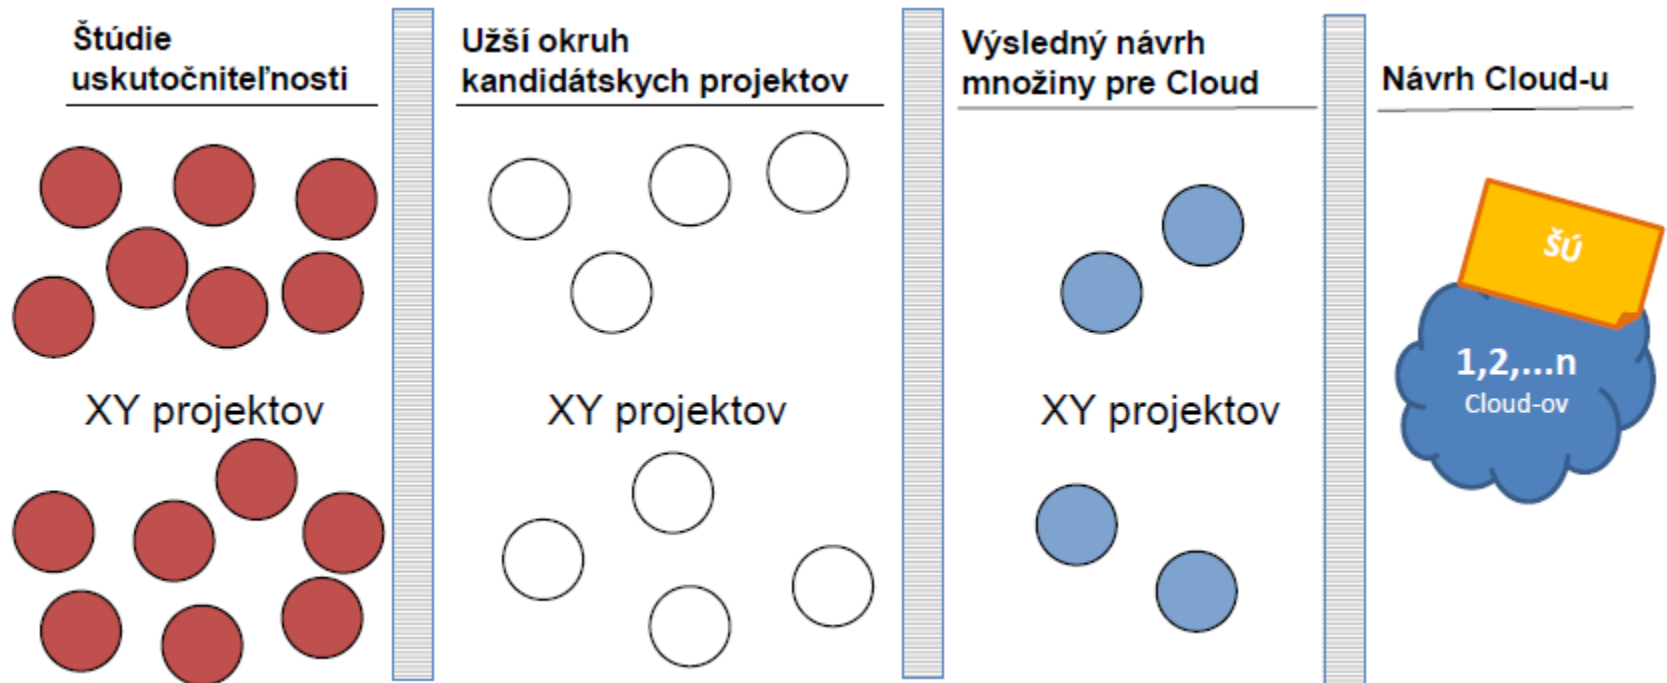 Štúdie
uskutočniteľnosti
Užší okruh
kandidátskych projektov
Výsledný návrh
množiny pre Cloud
Návrh Cloud-u
ŠÚ
1,2,...n
Cloud-ov
XY projektov
XY projektov
XY projektov